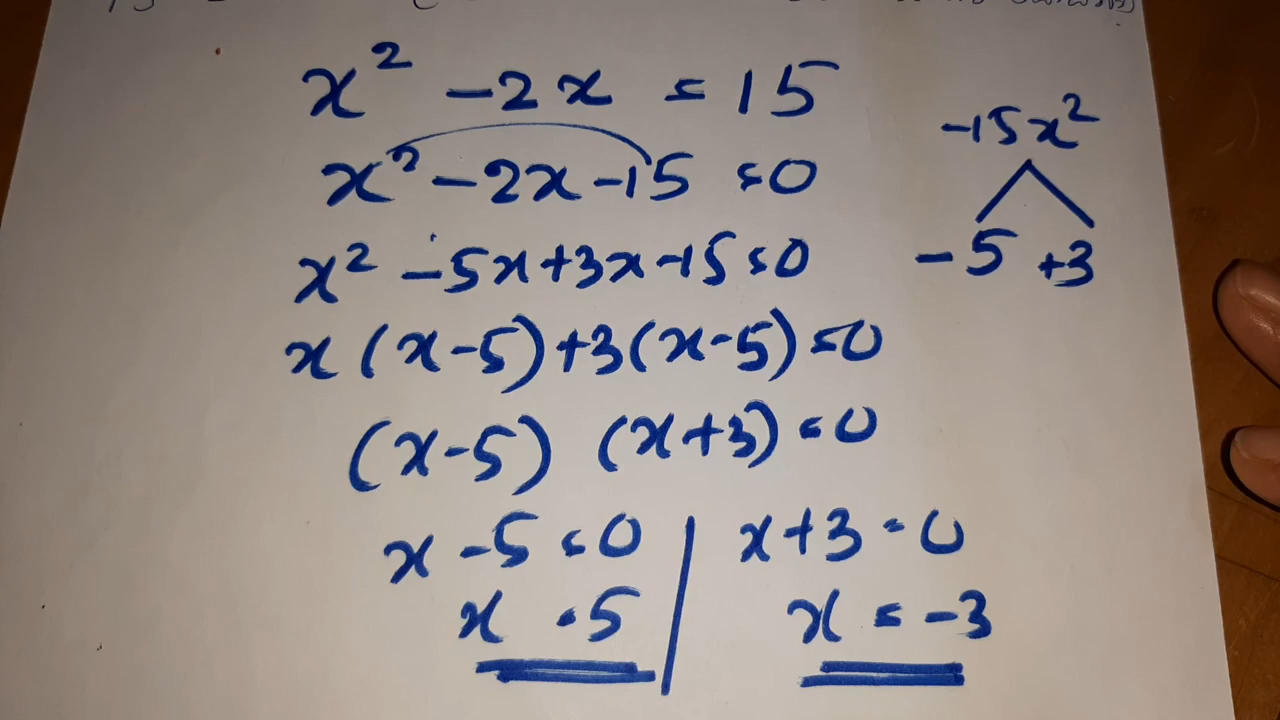 x² - 2x = 15
x² - 2x - 15 = 0
x² - 5x + 3x - 15 = 0
x (x - 5) + 3 (x - 5) = 0
(x - 5) (x + 3) = 0
x - 5 = 0 | x + 3 = 0
x = 5 | x = -3
-15x²
-5 +3